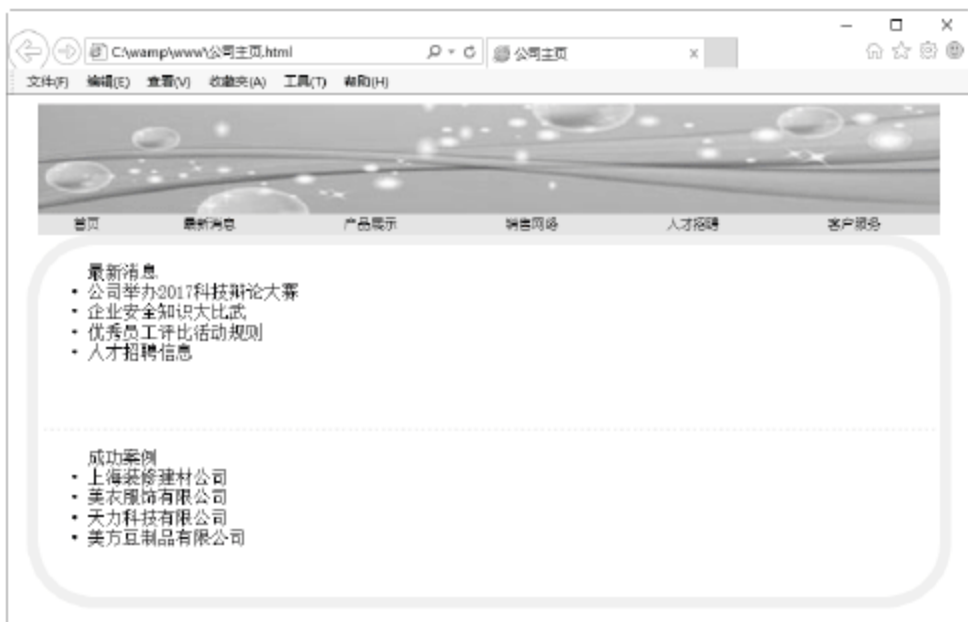 C:\wamp\www\公司主页.html
公司主页
文件(F) 编辑(E) 查看(V) 收藏夹(A) 工具(T) 帮助(H)
首页 最新消息 产品展示 销售网络 人才招聘 客户服务
最新消息
• 公司举办2017科技辩论大赛
• 企业安全知识大比武
• 优秀员工评比活动规则
• 人才招聘信息
成功案例
• 上海装修建材公司
• 美衣服饰有限公司
• 天力科技有限公司
• 美方豆制品有限公司